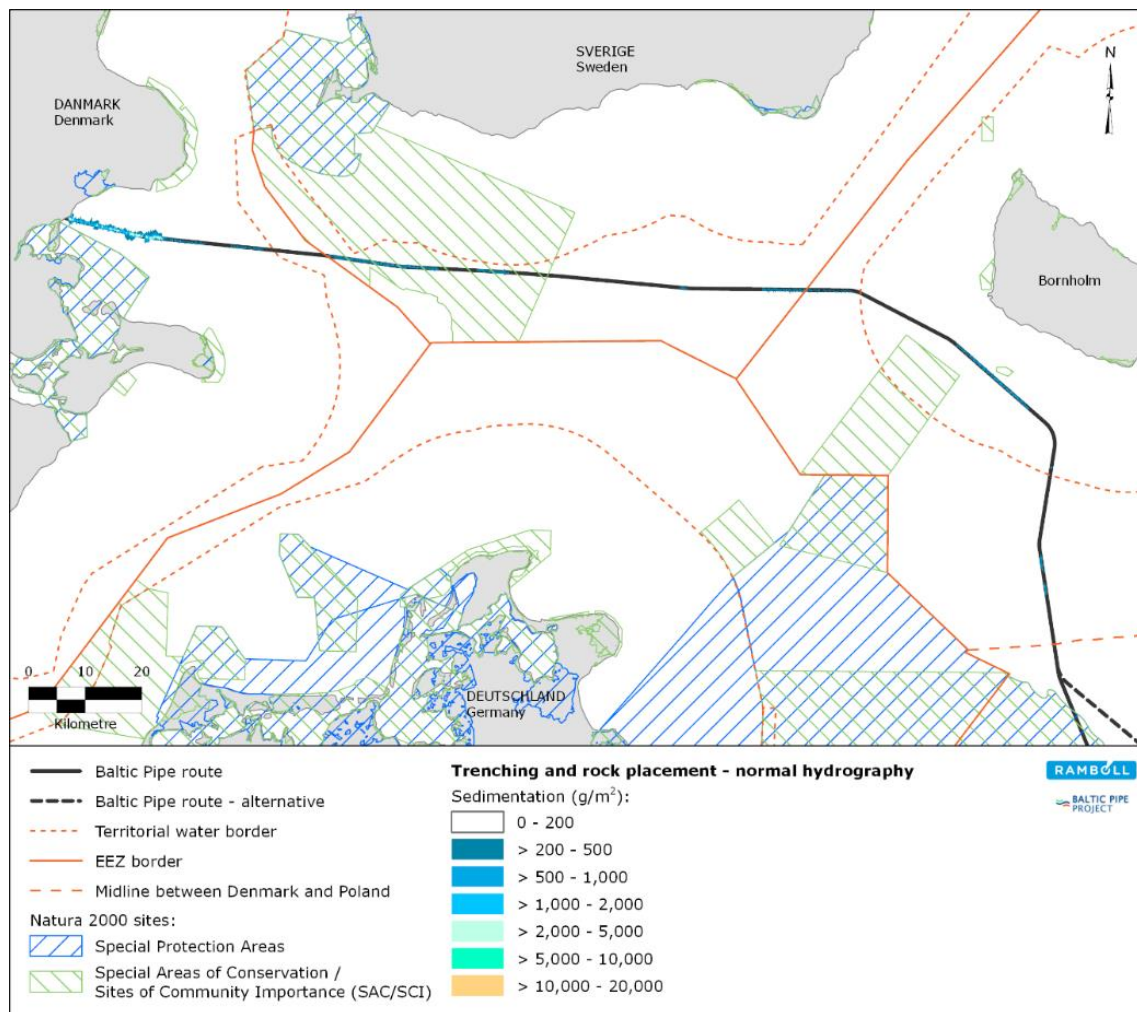 SVERIGE
Sweden
N
DANMARK
Denmark
Bornholm
0 10 20
Kilometre
DEUTSCHLAND
Germany
Baltic Pipe route
Baltic Pipe route - alternative
Territorial water border
EEZ border
Midline between Denmark and Poland
Natura 2000 sites:
Special Protection Areas
Special Areas of Conservation /
Sites of Community Importance (SAC/SCI)
Trenching and rock placement - normal hydrography
Sedimentation (g/m²):
0 - 200
> 200 - 500
> 500 - 1,000
> 1,000 - 2,000
> 2,000 - 5,000
> 5,000 - 10,000
> 10,000 - 20,000
RAMBOLL
BALTIC PIPE
PROJECT